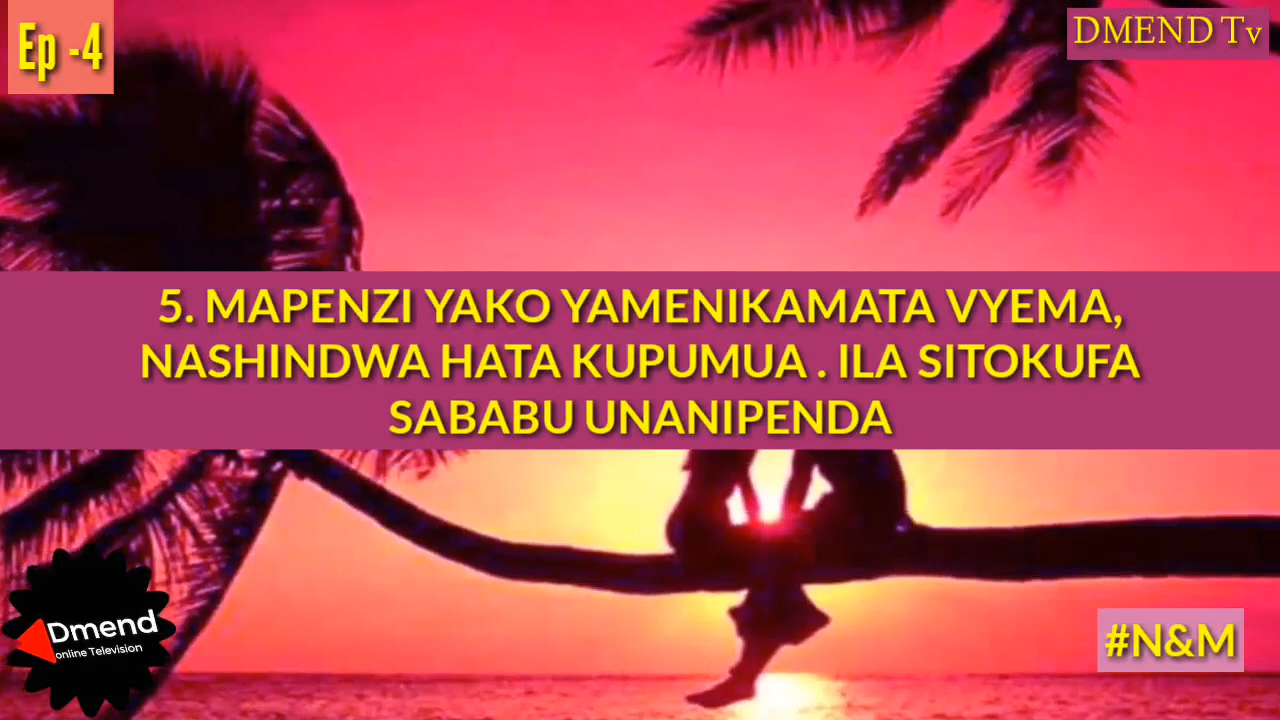 Ep -4
DMEND Tv
5. MAPENZI YAKO YAMENIKAMATA VYEMA,
NASHINDWA HATA KUPUMUA . ILA SITOKUFA
SABABU UNANIPENDA
Dmend
online Television
#N&M